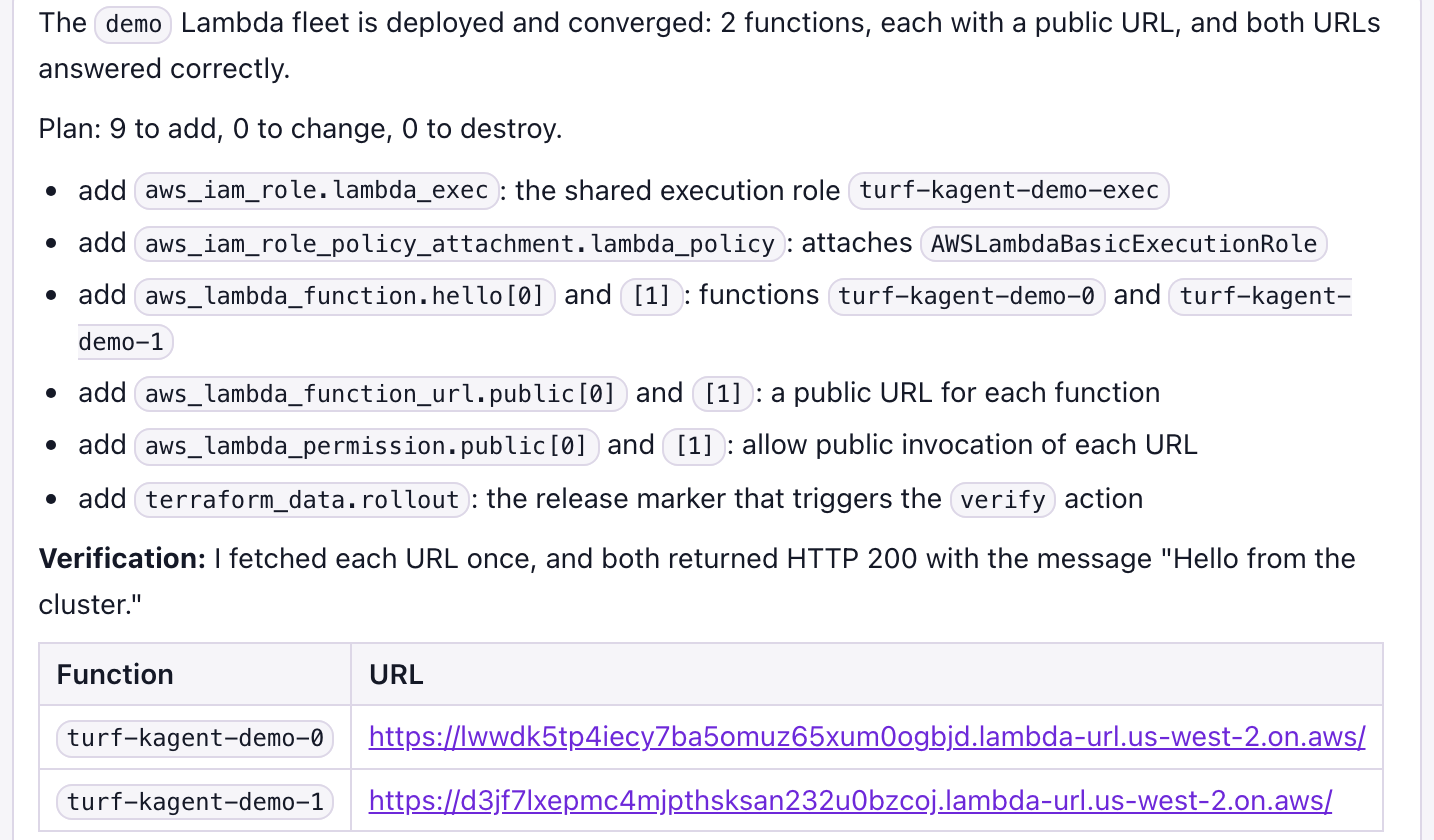 The demo Lambda fleet is deployed and converged: 2 functions, each with a public URL, and both URLs
answered correctly.
Plan: 9 to add, 0 to change, 0 to destroy.
• add aws_iam_role.lambda_exec: the shared execution role turf-kagent-demo-exec
• add aws_iam_role_policy_attachment.lambda_policy: attaches AWSLambdaBasicExecutionRole
• add aws_lambda_function.hello[0] and [1]: functions turf-kagent-demo-0 and turf-kagent-
demo-1
• add aws_lambda_function_url.public[0] and [1]: a public URL for each function
• add aws_lambda_permission.public[0] and [1]: allow public invocation of each URL
• add terraform_data.rollout: the release marker that triggers the verify action
Verification: I fetched each URL once, and both returned HTTP 200 with the message "Hello from the
cluster."
Function URL
turf-kagent-demo-0 https://lwwdk5tp4iecy7ba5omuz65xum0ogbjd.lambda-url.us-west-2.on.aws/
turf-kagent-demo-1 https://d3jf7lxepmc4mjpthsksan232u0bzcoj.lambda-url.us-west-2.on.aws/